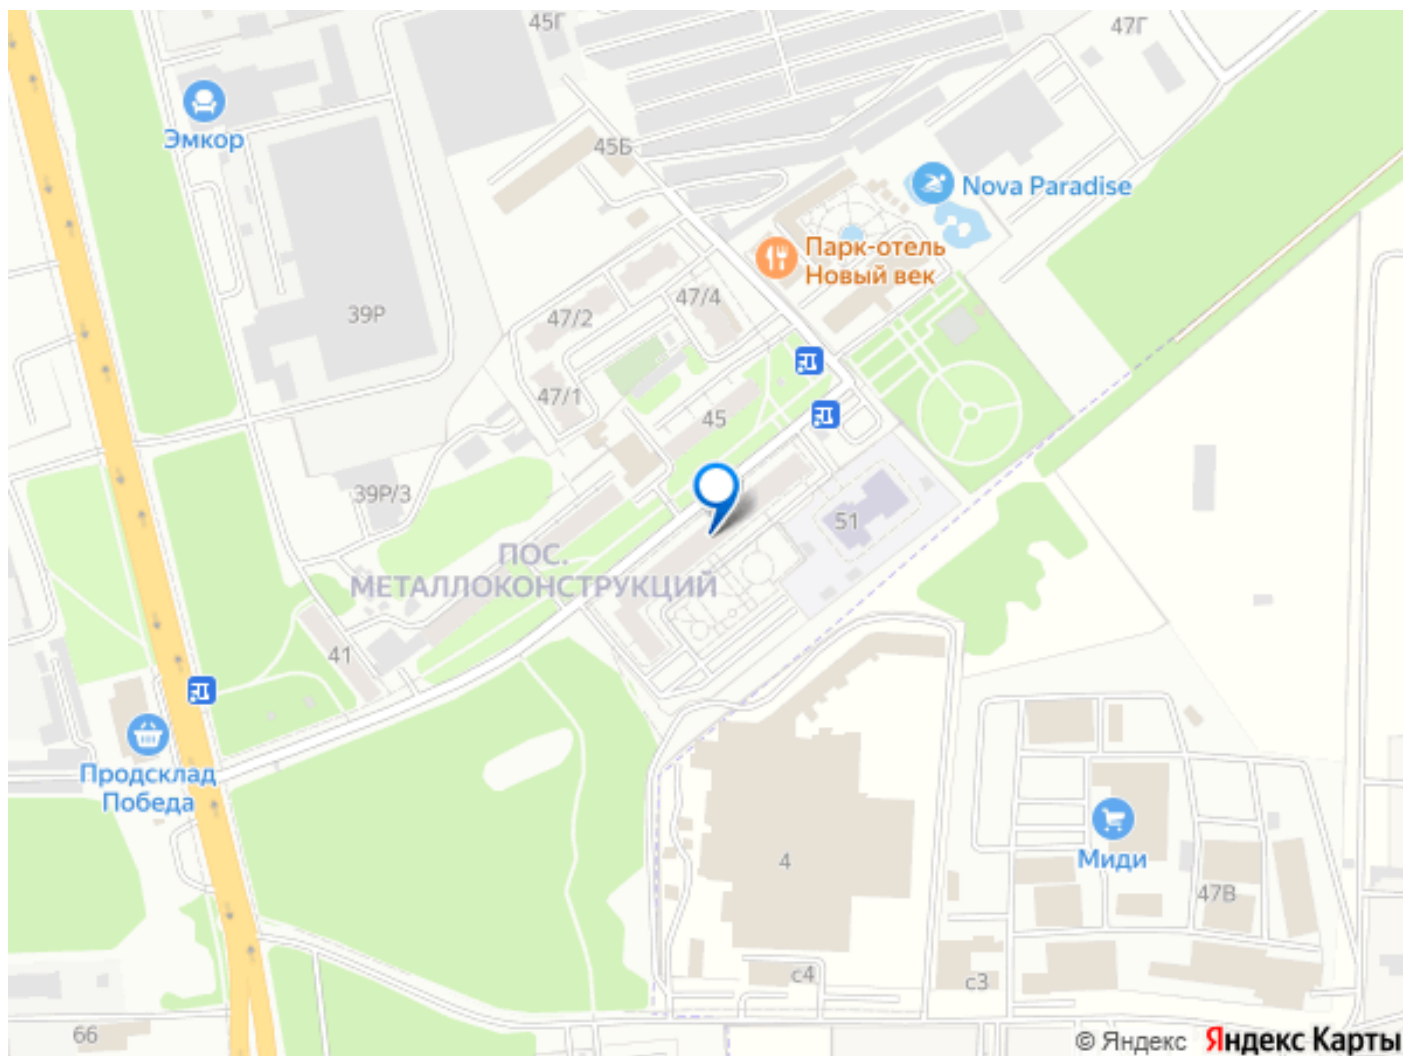 45Г
47Г
Эмкор
45Б
Nova Paradise
Парк-отель
Новый век
47/4
39Р
47/2
47/1
45
39Р/3
51
ПОС.
МЕТАЛЛОКОНСТРУКЦИЙ
41
Продсклад
Победа
4
Миди
47В
с4
с3
66
© Яндекс Яндекс Карты